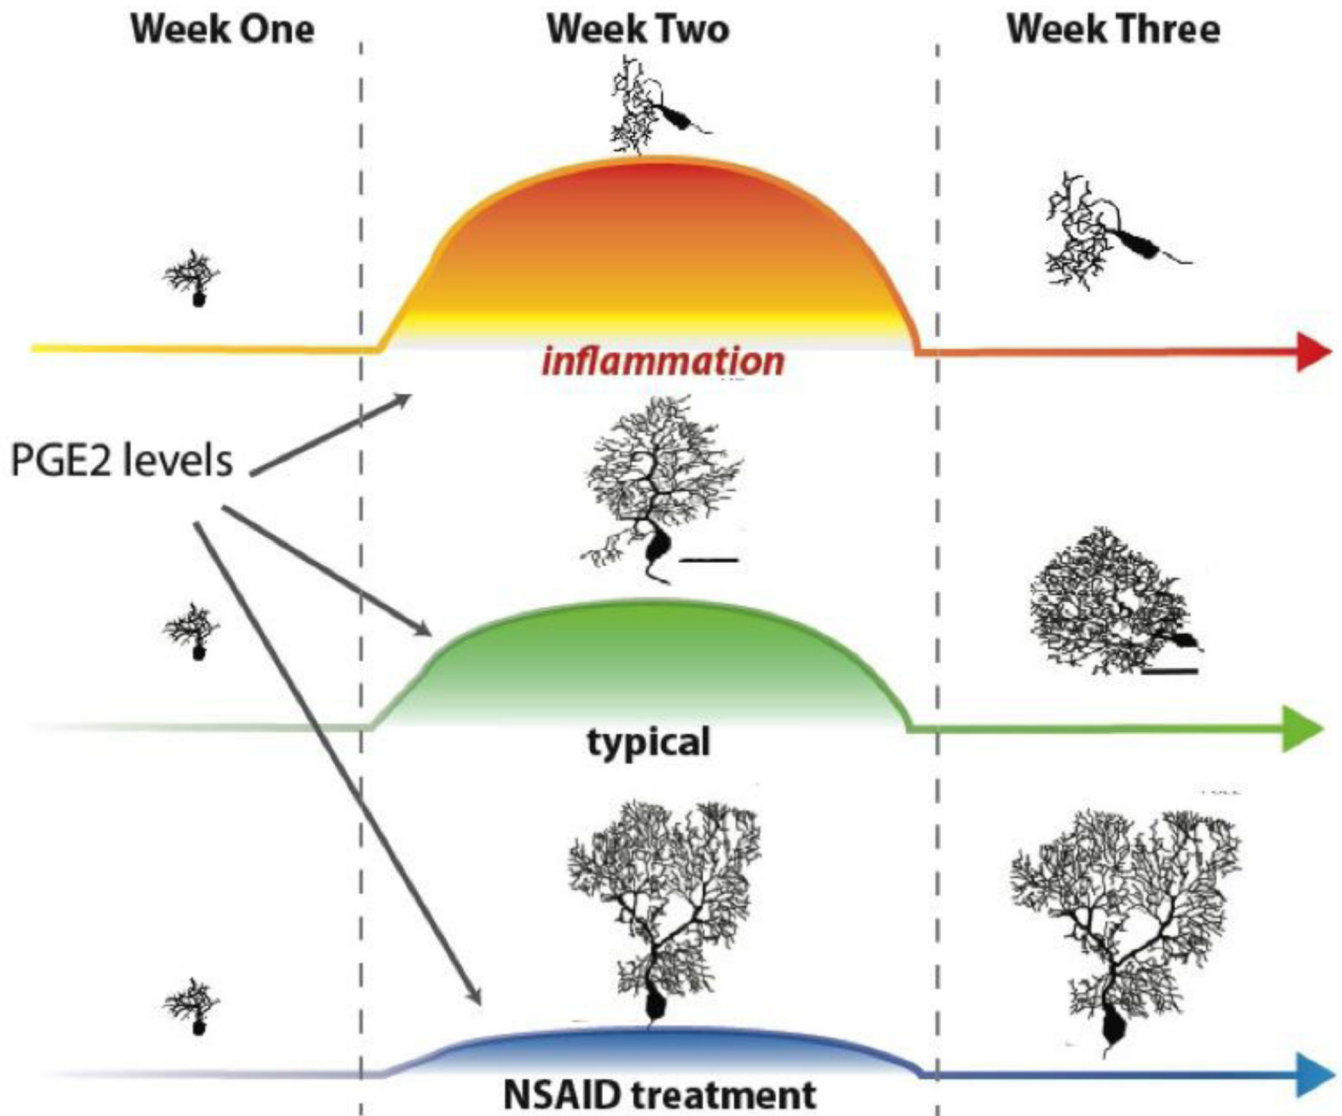 Week One
Week Two
Week Three
inflammation
PGE2 levels
typical
NSAID treatment